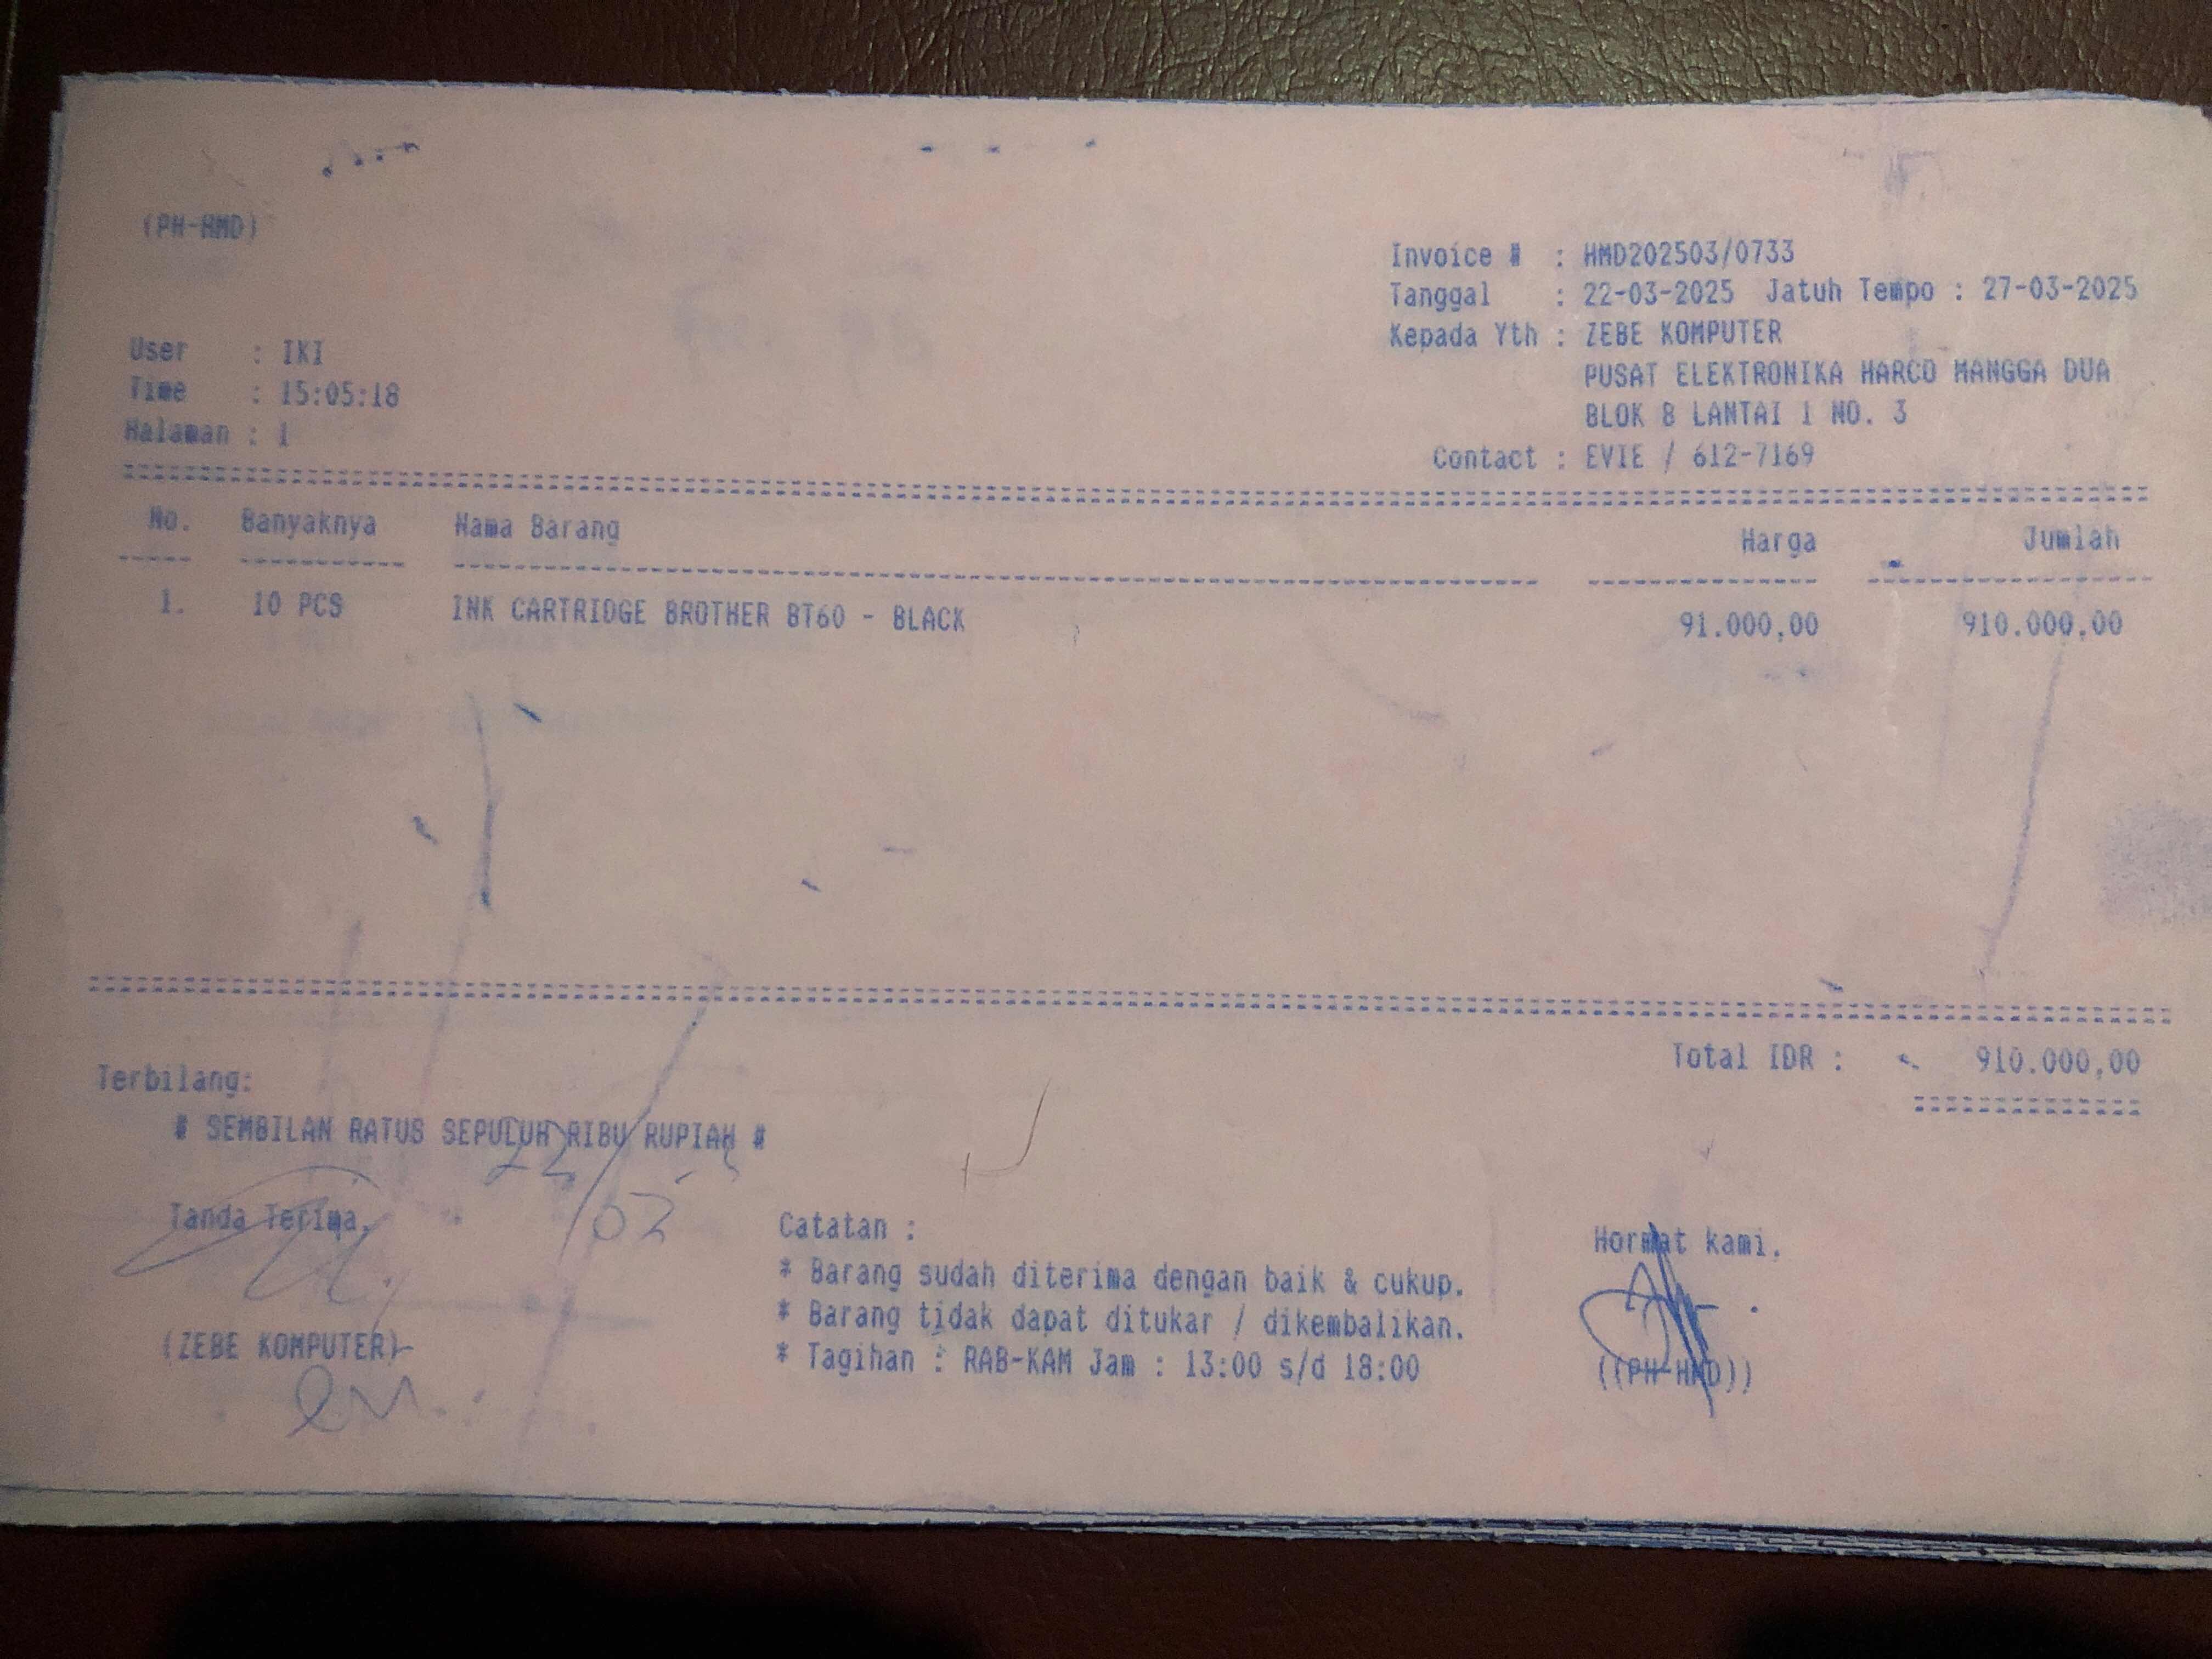 (PH-HMD)
Invoice # : HMD202503/0733
Tanggal : 22-03-2025 Jatuh Tempo : 27-03-2025
Kepada Yth : ZEBE KOMPUTER
PUSAT ELEKTRONIKA HARCO MANGGA DUA
BLOK B LANTAI 1 NO. 3
Contact : EVIE / 612-7169
User : IKI
Time : 15:05:18
Halaman : 1
No. Banyaknya Nama Barang Harga Jumlah
1. 10 PCS INK CARTRIDGE BROTHER BT60 - BLACK 91.000,00 910.000,00
Total IDR : 910.000,00
Terbilang:
# SEMBILAN RATUS SEPULUH RIBU RUPIAH #
Tanda Terima,
(ZEBE KOMPUTER)
Catatan :
* Barang sudah diterima dengan baik & cukup.
* Barang tidak dapat ditukar / dikembalikan.
* Tagihan : RAB-KAM Jam : 13:00 s/d 18:00
Hormat kami,
((PH-HMD))